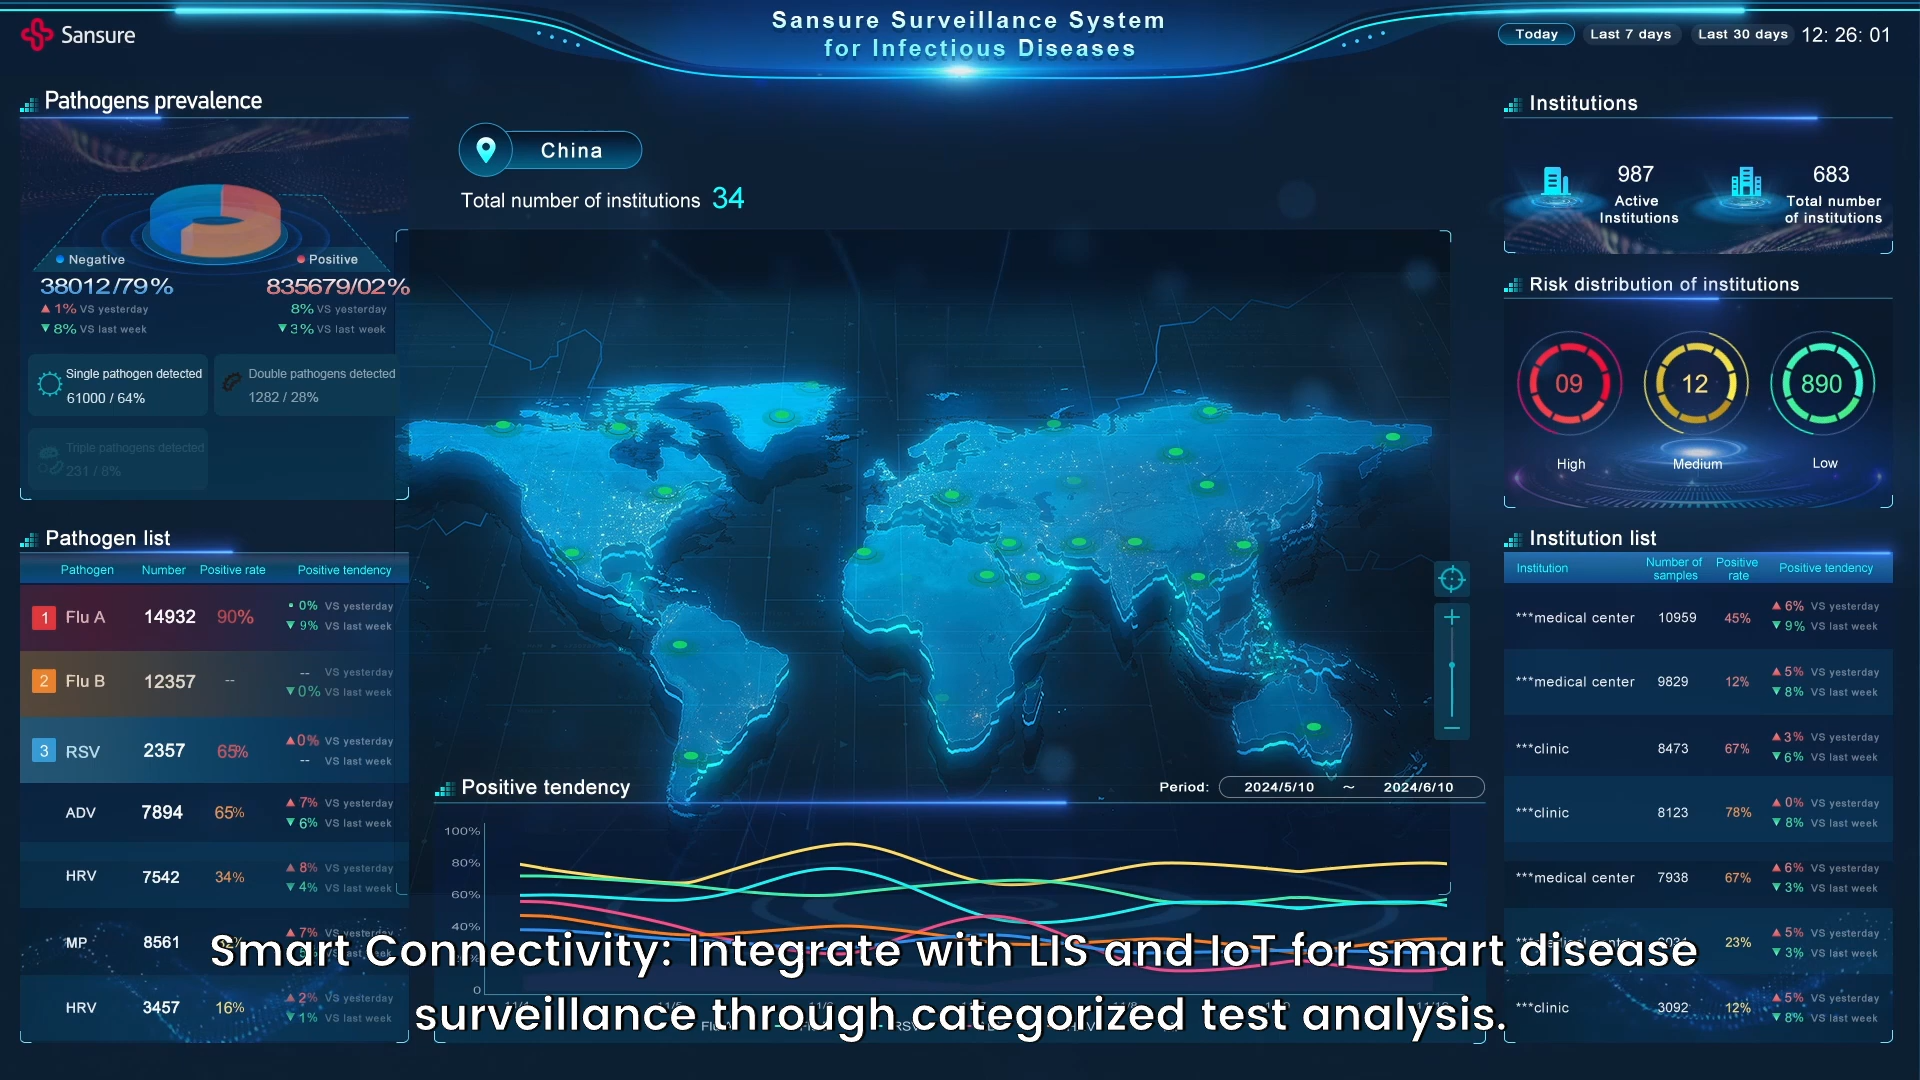 Sansure
Sansure Surveillance System
for Infectious Diseases
Today
Last 7 days
Last 30 days
12: 26: 01
Pathogens prevalence
Negative
Positive
38012/79%
835679/02%
1% VS yesterday
8% VS yesterday
8% VS last week
3% VS last week
Single pathogen detected
61000 / 64%
Double pathogens detected
1282 / 28%
Triple pathogens detected
231 / 8%
Pathogen list
Pathogen Number Positive rate Positive tendency
1 Flu A 14932 90% 0% VS yesterday
9% VS last week
2 Flu B 12357 -- -- VS yesterday
0% VS last week
3 RSV 2357 65% 0% VS yesterday
-- VS last week
ADV 7894 65% 7% VS yesterday
6% VS last week
HRV 7542 34% 8% VS yesterday
4% VS last week
MP 8561 7% VS yesterday
HRV 3457 16% 2% VS yesterday
1% VS last week
China
Total number of institutions 34
Positive tendency
Period: 2024/5/10 ~ 2024/6/10
100%
80%
60%
40%
0
Institutions
987
Active
Institutions
683
Total number
of institutions
Risk distribution of institutions
09
12
890
High
Medium
Low
Institution list
Institution Number of samples Positive rate Positive tendency
***medical center 10959 45% 6% VS yesterday
9% VS last week
***medical center 9829 12% 5% VS yesterday
8% VS last week
***clinic 8473 67% 3% VS yesterday
6% VS last week
***clinic 8123 78% 0% VS yesterday
8% VS last week
***medical center 7938 67% 6% VS yesterday
3% VS last week
23% 5% VS yesterday
3% VS last week
***clinic 3092 12% 5% VS yesterday
8% VS last week
Smart Connectivity: Integrate with LIS and IoT for smart disease
surveillance through categorized test analysis.